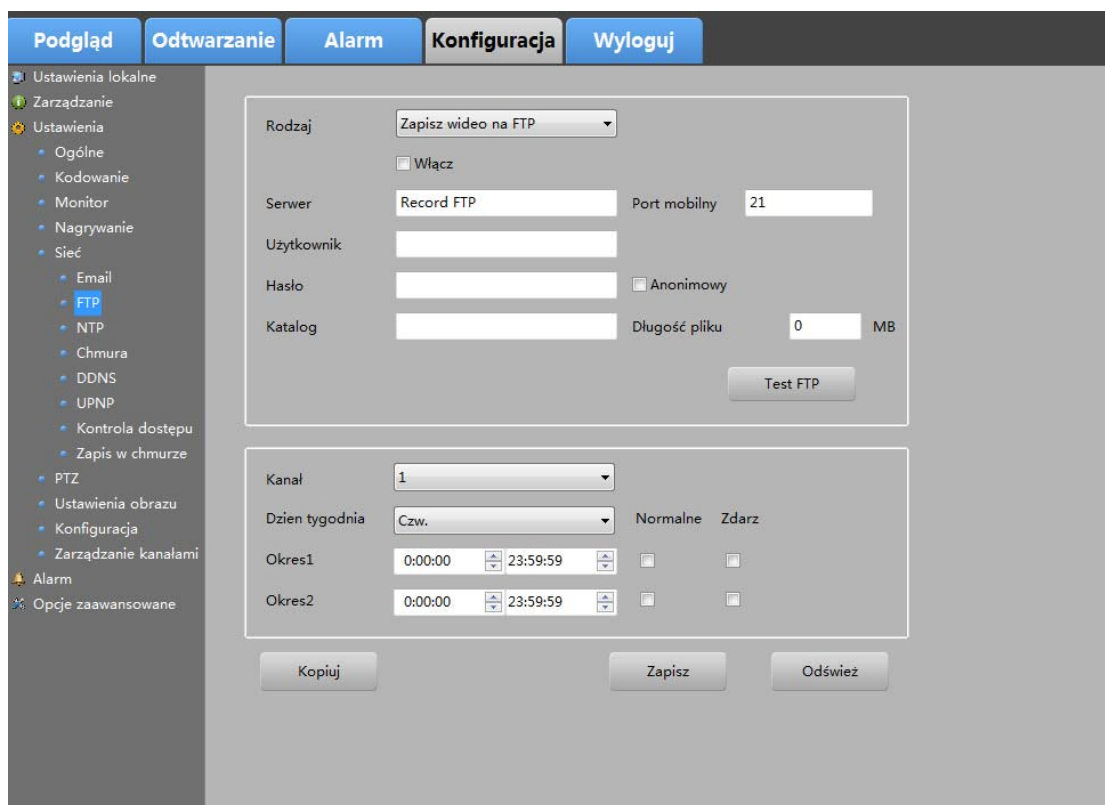 Podgląd Odtwarzanie Alarm Konfiguracja Wyloguj
Ustawienia lokalne
Zarządzanie
Ustawienia
Ogólne
Kodowanie
Monitor
Nagrywanie
Sieć
Email
FTP
NTP
Chmura
DDNS
UPNP
Kontrola dostępu
Zapis w chmurze
PTZ
Ustawienia obrazu
Konfiguracja
Zarządzanie kanałami
Alarm
Opcje zaawansowane
Rodzaj Zapisz wideo na FTP
Włącz
Serwer Record FTP Port mobilny 21
Użytkownik
Hasło Anonimowy
Katalog Długość pliku 0 MB
Test FTP
Kanał 1
Dzien tygodnia Czw. Normalne Zdarz
Okres1 0:00:00 23:59:59
Okres2 0:00:00 23:59:59
Kopiuj Zapisz Odśwież